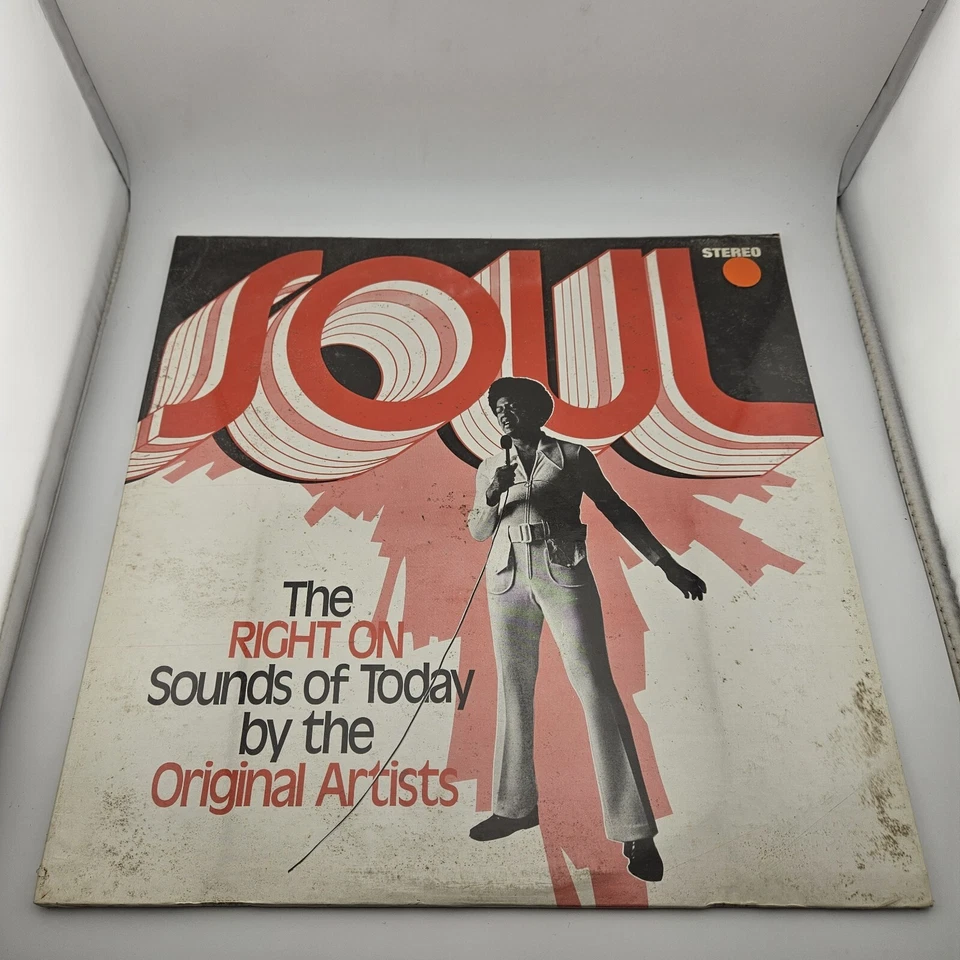 SOUL
STEREO
The
RIGHT ON
Sounds of Today
by the
Original Artists